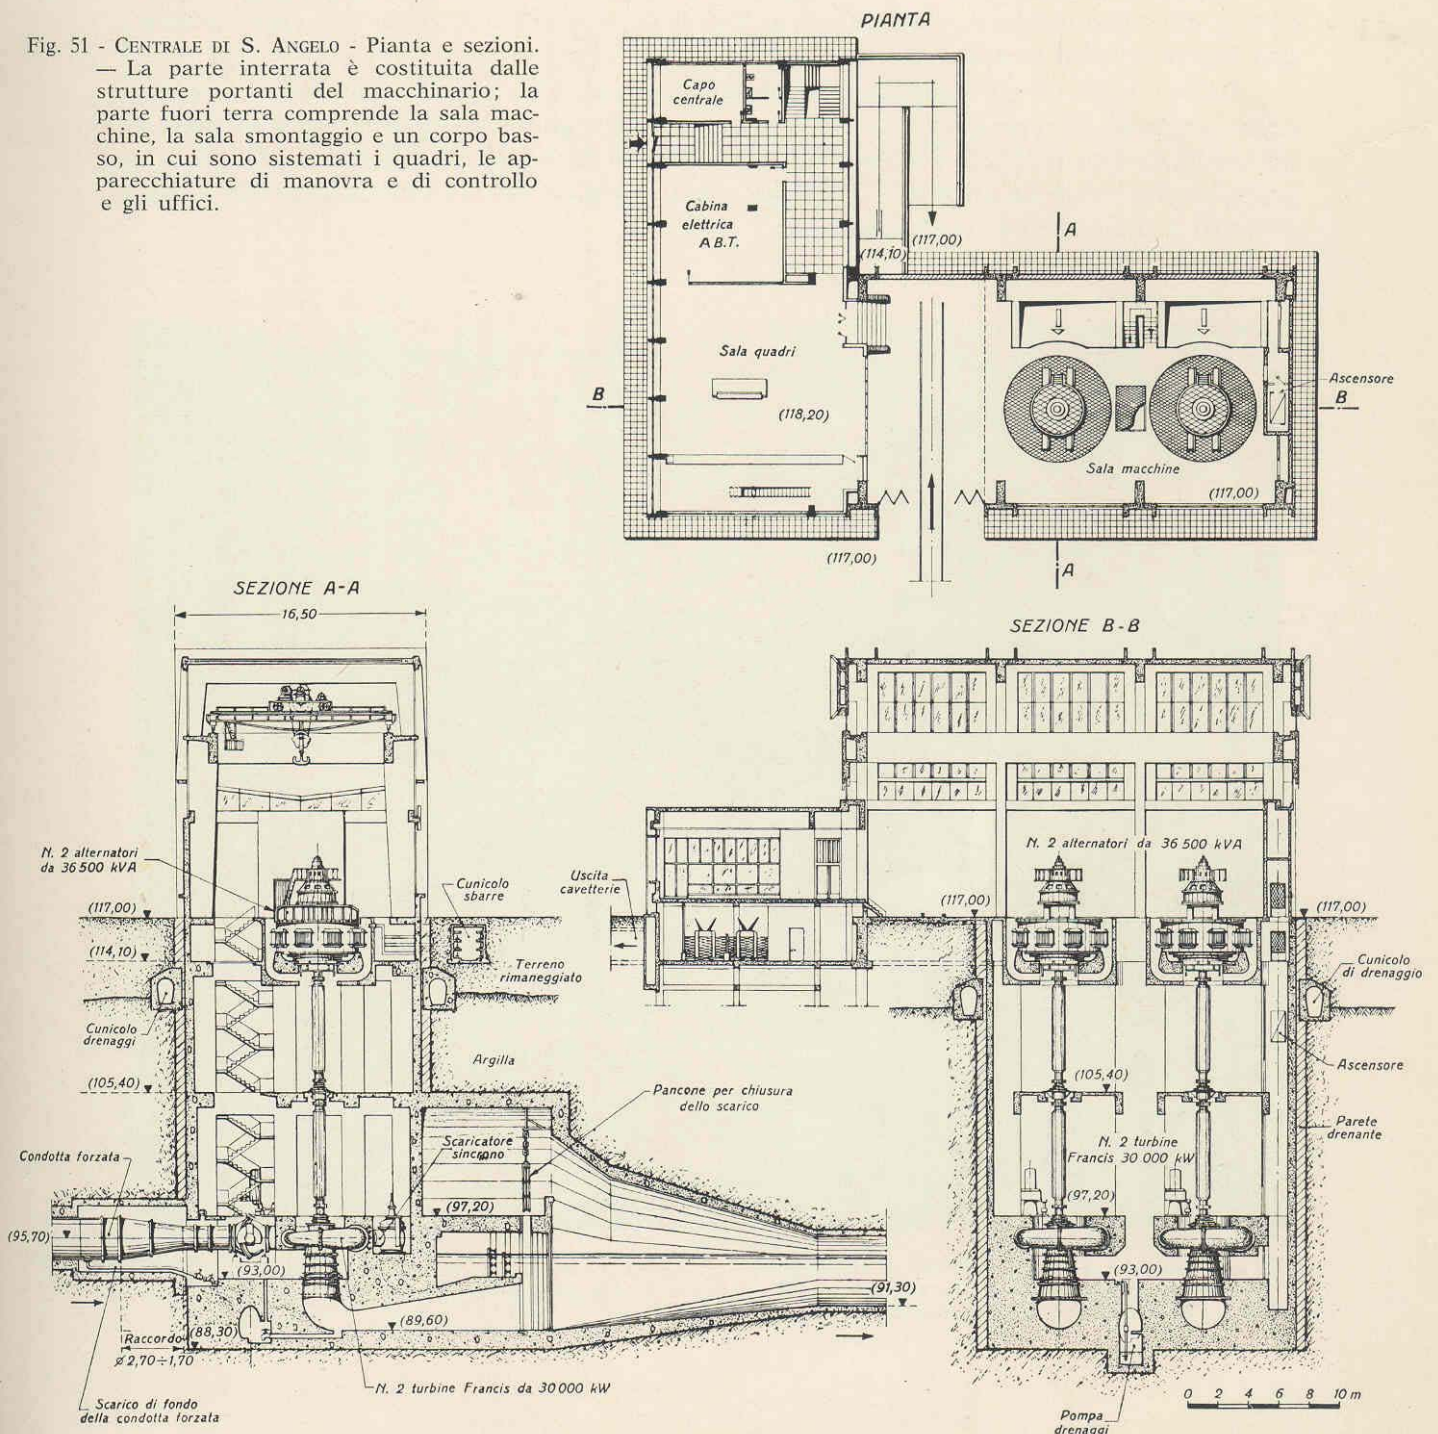 Fig. 51 - CENTRALE DI S. ANGELO - Pianta e sezioni.
— La parte interrata è costituita dalle
strutture portanti del macchinario; la
parte fuori terra comprende la sala mac-
chine, la sala smontaggio e un corpo bas-
so, in cui sono sistemati i quadri, le ap-
parecchiature di manovra e di controllo
e gli uffici.
PIANTA
Capo
centrale
Cabina
elettrica
A B.T.
(114,10)
(117,00)
A
Sala quadri
(118,20)
B
Ascensore
B
Sala macchine
(117,00)
(117,00)
A
SEZIONE A-A
16,50
N. 2 alternatori
da 36500 kVA
(117,00)
(114,10)
Cunicolo
drenaggi
(105,40)
Cunicolo
sbarre
Terreno
rimaneggiato
Argilla
Pancone per chiusura
dello scarico
Scaricatore
sincrono
Condotta forzata
(97,20)
(95,70)
(93,00)
(91,30)
(89,60)
Raccordo
(88,30)
ø 2,70÷1,70
N. 2 turbine Francis da 30000 kW
Scarico di fondo
della condotta forzata
SEZIONE B-B
N. 2 alternatori da 36500 kVA
Uscita
cavetterie
(117,00)
(117,00)
Cunicolo
di drenaggio
Ascensore
(105,40)
Parete
drenante
N. 2 turbine
Francis 30 000 kW
(97,20)
(93,00)
Pompa
drenaggi
0 2 4 6 8 10 m